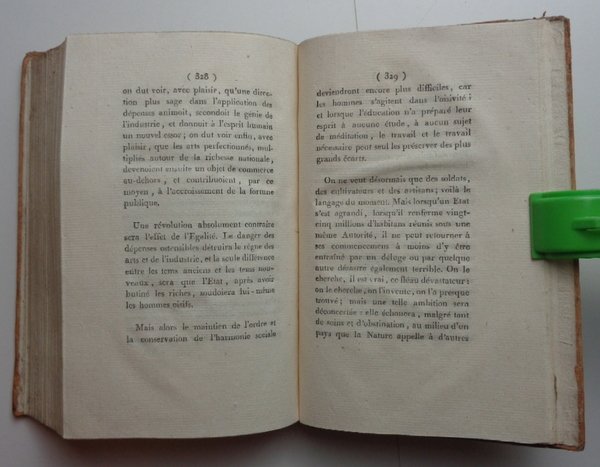 ( 328 )
on dut voir, avec plaisir, qu'une direc-
tion plus sage dans l'application des
dépenses animoit, secondoit le génie de
l'industrie, et donnoit à l'esprit humain
un nouvel essor; on dut voir enfin, avec
plaisir, que les arts perfectionnés, mul-
tipliés autour de la richesse nationale,
devenoient ensuite un objet de commerce
au-dehors, et contribuoient, par ce
moyen, à l'accroissement de la fortune
publique.
Une révolution absolument contraire
sera l'effet de l'Egalité. Le danger des
dépenses ostensibles détruira le règne des
arts et de l'industrie, et la seule différence
entre les tems anciens et les tems nou-
veaux, sera que l'Etat, après avoir
butiné les riches, soudoiera lui-même
les hommes oisifs.
Mais alors le maintien de l'ordre et
la conservation de l'harmonie sociale
( 329 )
deviendront encore plus difficiles, car
les hommes s'agitent dans l'oisiveté;
et lorsque l'éducation n'a préparé leur
esprit à aucune étude, à aucun sujet
de méditation, le travail et le travail
nécessaire peut seul les préserver des plus
grands écarts.
On ne veut désormais que des soldats,
des cultivateurs et des artisans; voilà le
langage du moment. Mais lorsqu'un Etat
s'est agrandi, lorsqu'il renferme vingt-
cinq millions d'habitans réunis sous une
même Autorité, il ne peut retourner à
ses commencemens à moins d'y être
entraîné par un déluge ou par quelque
autre désastre également terrible. On le
cherche, il est vrai, ce fléau dévastateur:
on le cherche, on l'invente, on l'a presque
trouvé; mais une telle ambition sera
déconcertée: elle échouera, malgré tant
de soins et d'obstination, au milieu d'un
pays que la Nature appelle à d'autres